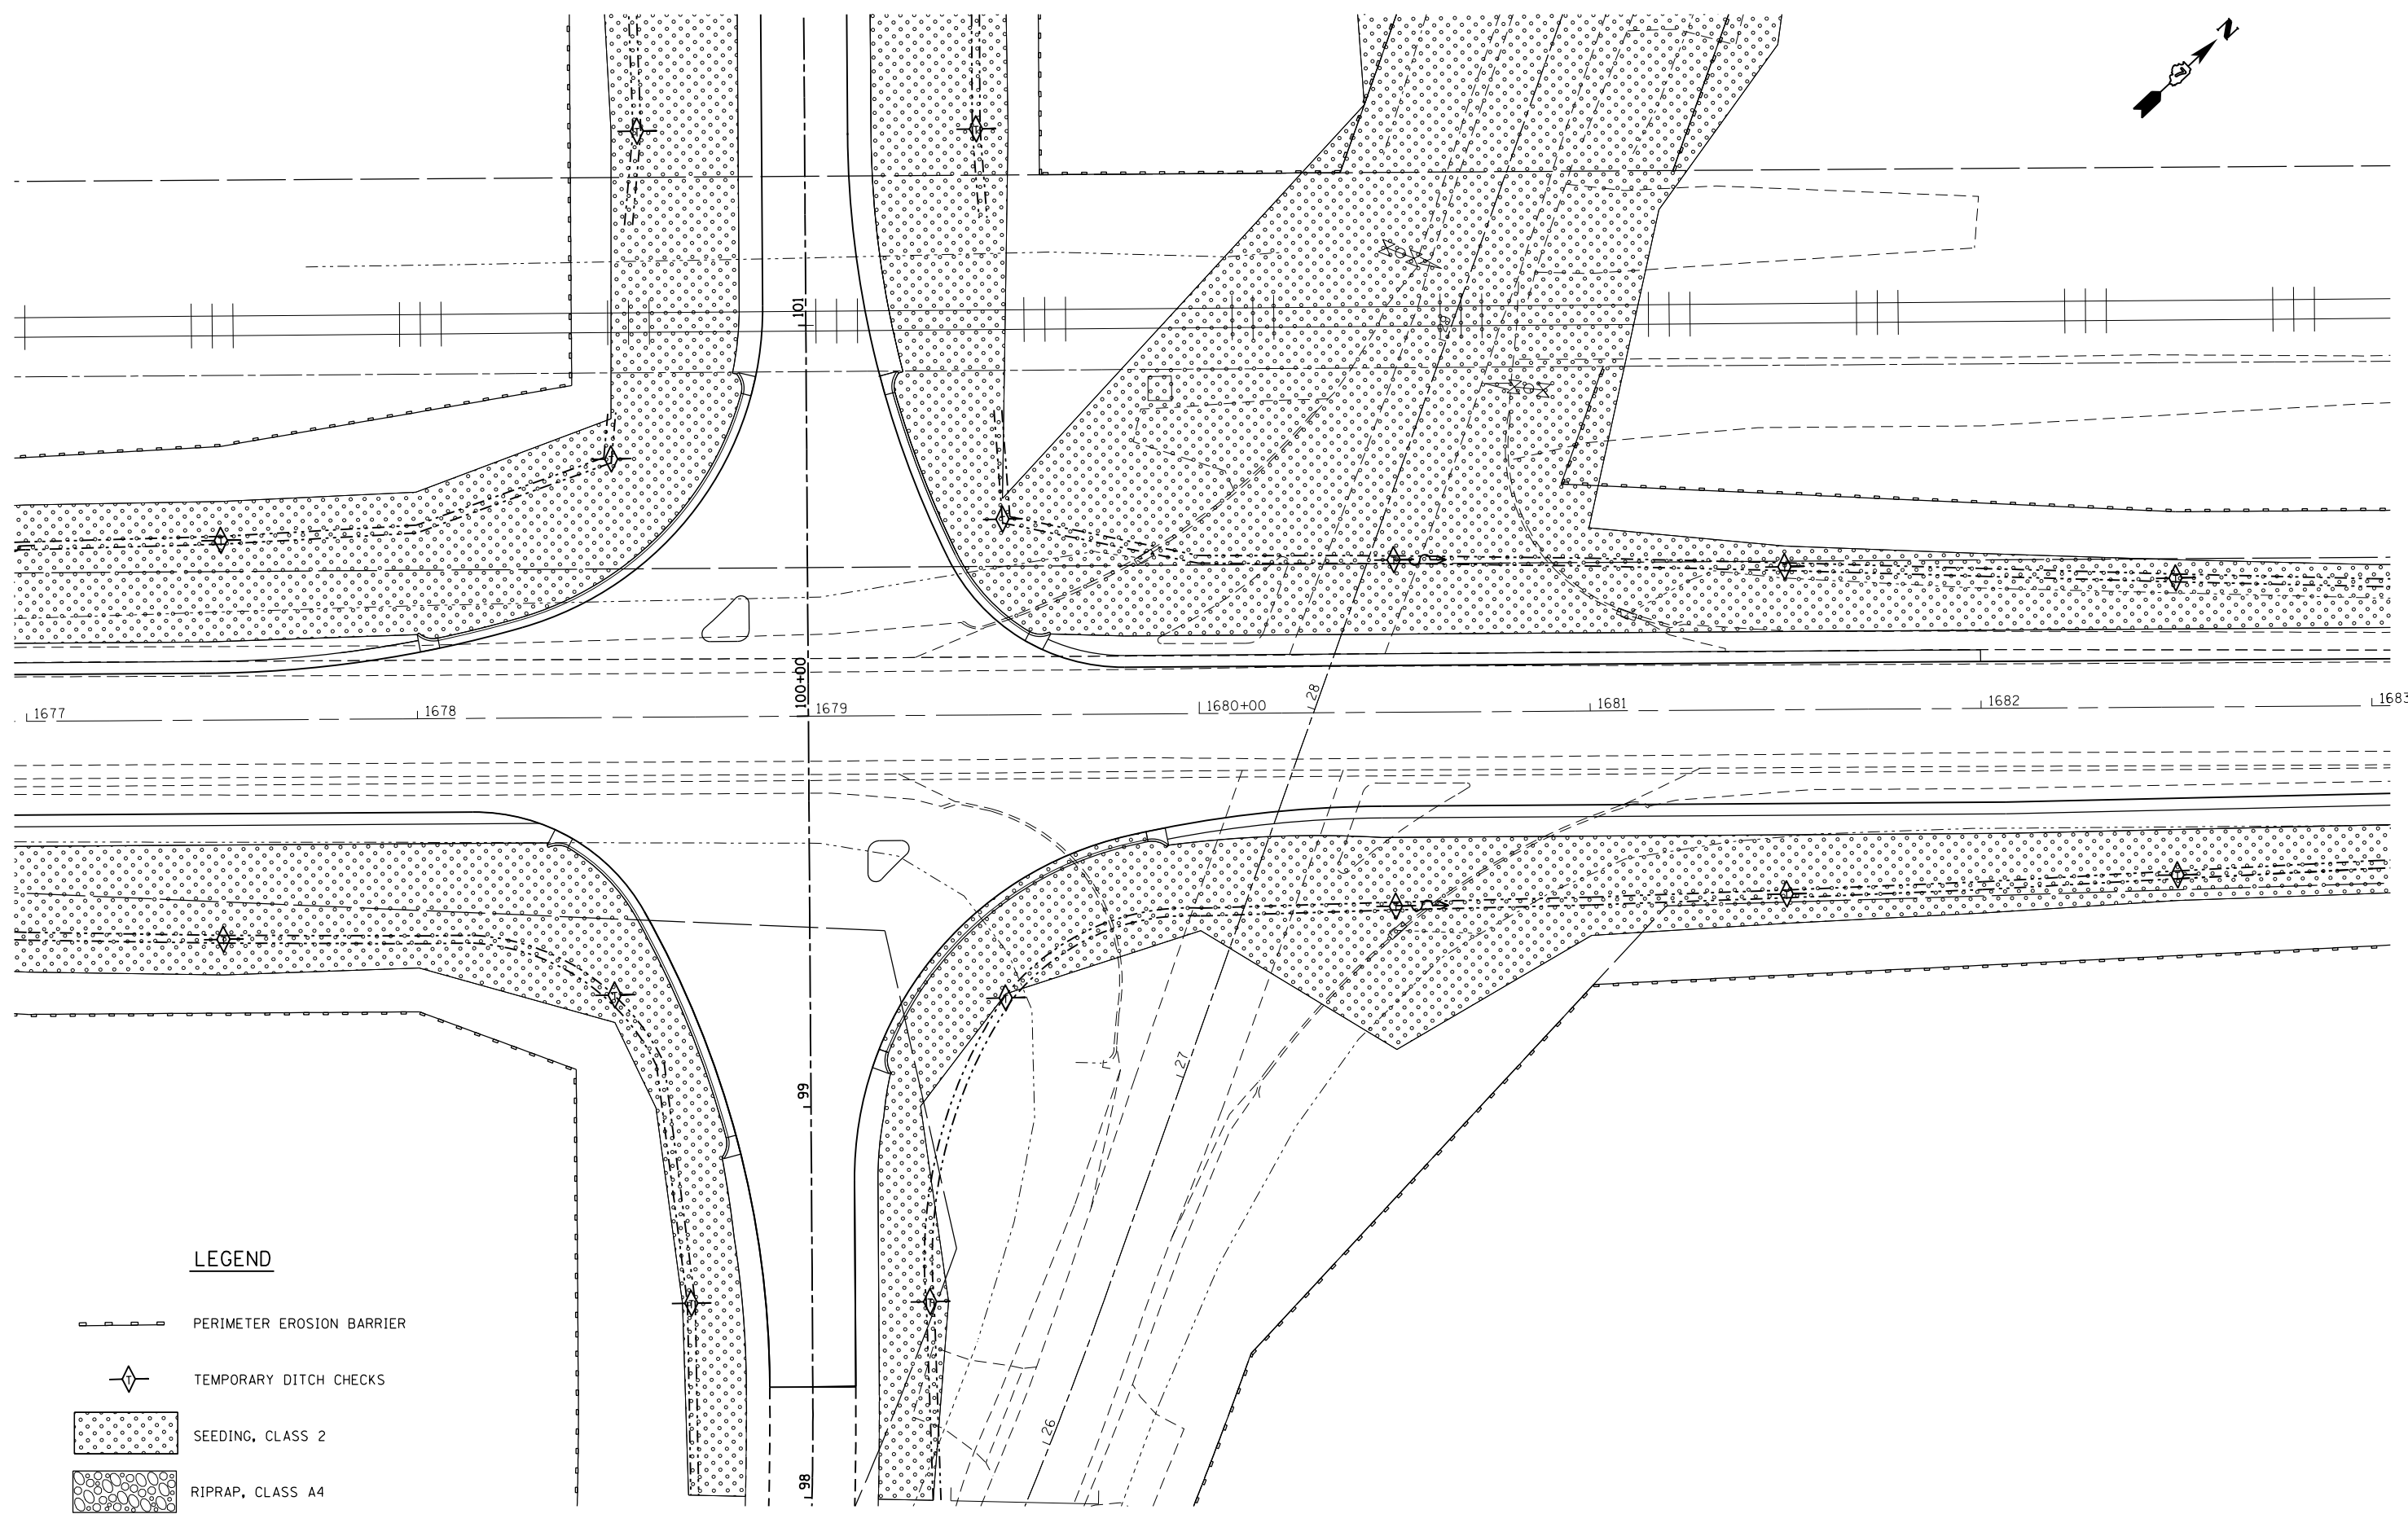 N
101
29
100+00
28
1677
1678
1679
1680+00
1681
1682
1683
27
99
26
98
LEGEND
PERIMETER EROSION BARRIER
T TEMPORARY DITCH CHECKS
SEEDING, CLASS 2
RIPRAP, CLASS A4